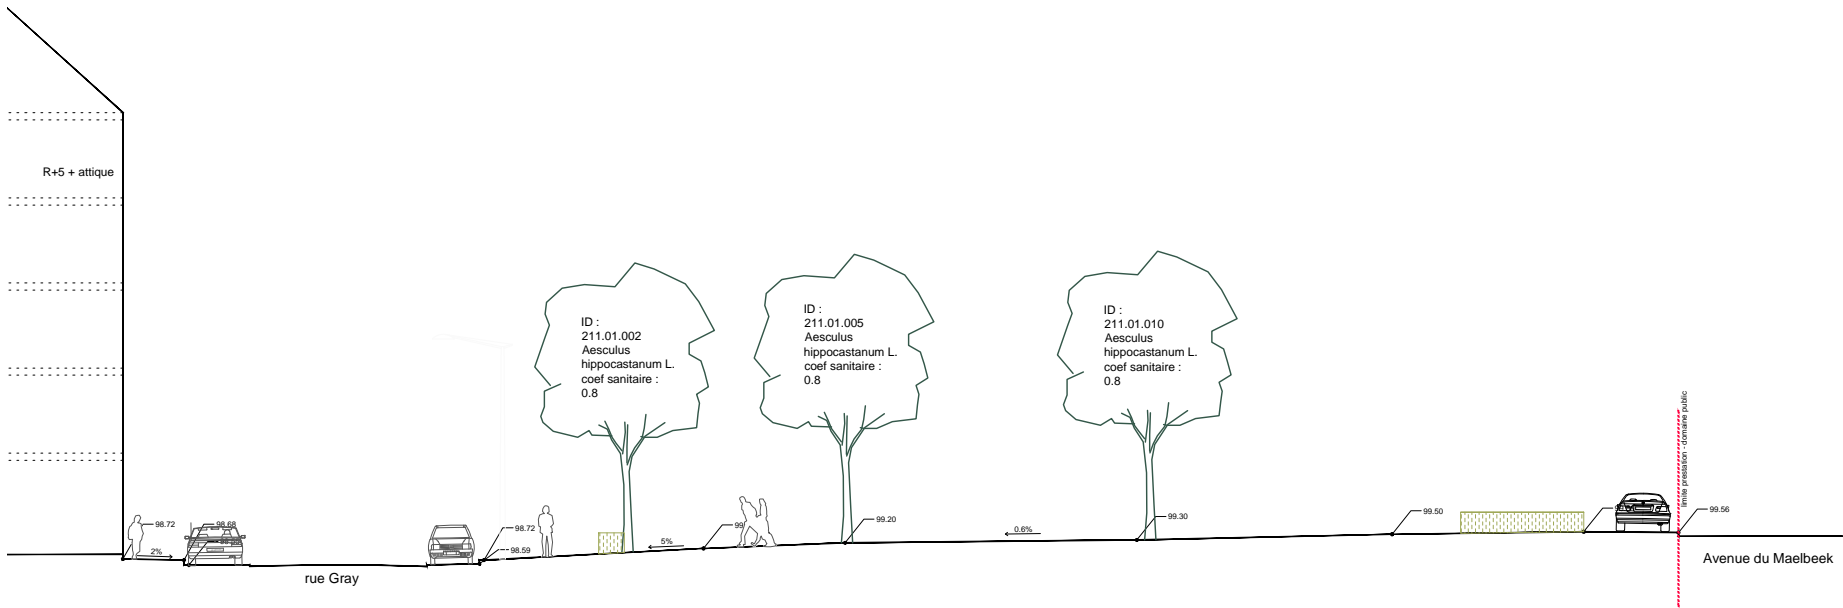 R+5 + attique
ID :
211.01.002
Aesculus
hippocastanum L.
coef sanitaire :
0.8
ID :
211.01.005
Aesculus
hippocastanum L.
coef sanitaire :
0.8
ID :
211.01.010
Aesculus
hippocastanum L.
coef sanitaire :
0.8
limite prestation - domaine public
98.72
98.68
2%
98.72
98.59
5%
99
99.20
0.6%
99.30
99.50
99.56
rue Gray
Avenue du Maelbeek